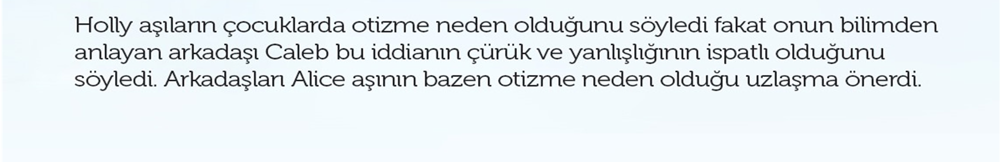 Holly aşıların çocuklarda otizme neden olduğunu söyledi fakat onun bilimden
anlayan arkadaşı Caleb bu iddianın çürük ve yanlışlığının ispatlı olduğunu
söyledi. Arkadaşları Alice aşının bazen otizme neden olduğu uzlaşma önerdi.